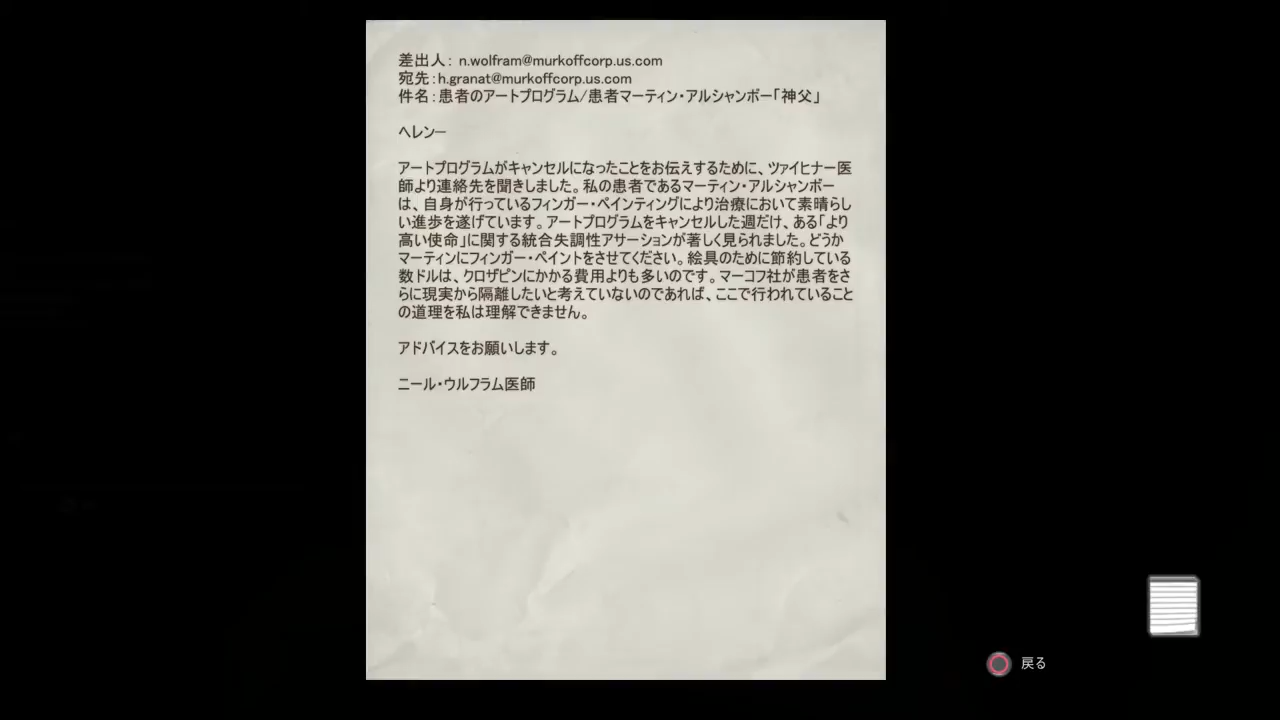 差出人: n.wolfram@murkoffcorp.us.com
宛先:h.granat@murkoffcorp.us.com
件名:患者のアートプログラム/患者マーティン・アルシャンボー「神父」
ヘレンー
アートプログラムがキャンセルになったことをお伝えするために、ツァイヒナー医
師より連絡先を聞きしました。私の患者であるマーティン・アルシャンボー
は、自身が行っているフィンガー・ペインティングにより治療において素晴らし
い進歩を遂げています。アートプログラムをキャンセルした週だけ、ある「より
高い使命」に関する統合失調性アサーションが著しく見られました。どうか
マーティンにフィンガー・ペイントをさせてください。絵具のために節約している
数ドルは、クロザピンにかかる費用よりも多いのです。マーコフ社が患者をさ
らに現実から隔離したいと考えていないのであれば、ここで行われていること
の道理を私は理解できません。
アドバイスをお願いします。
ニール・ウルフラム医師
戻る